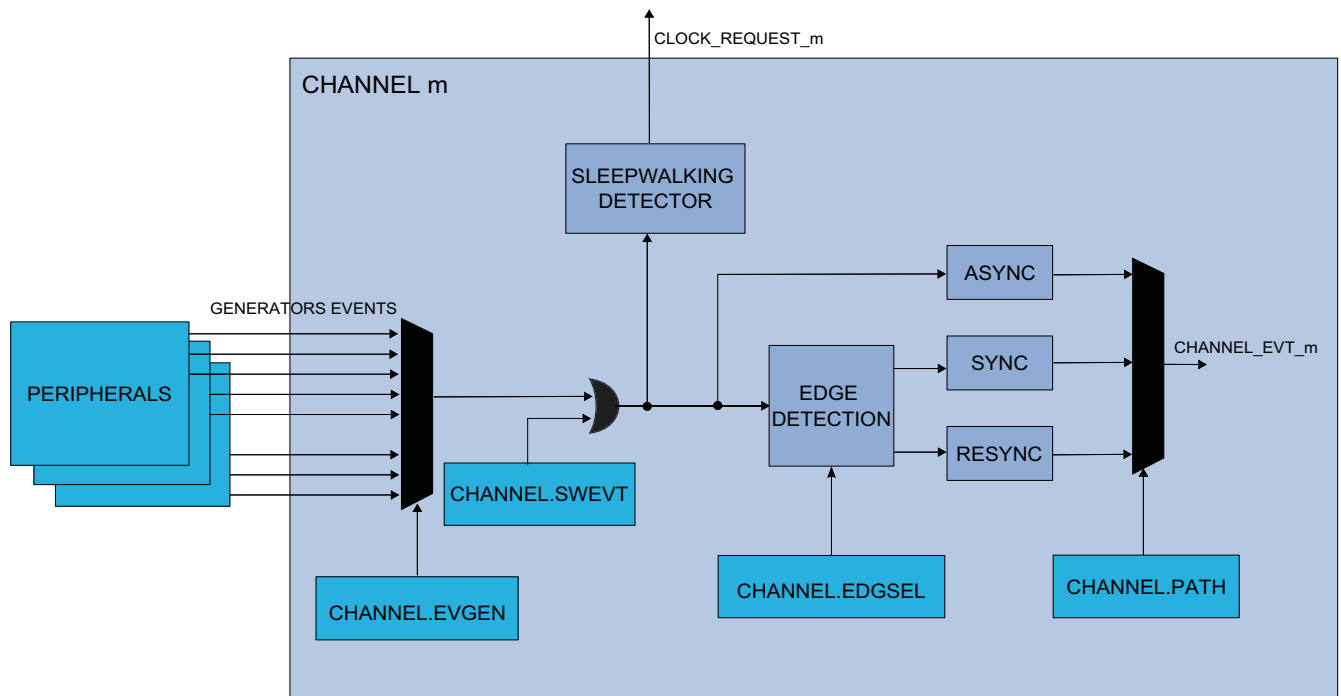 CLOCK_REQUEST_m
CHANNEL m
SLEEPWALKING
DETECTOR
ASYNC
GENERATORS EVENTS
CHANNEL_EVT_m
PERIPHERALS
EDGE
DETECTION
SYNC
RESYNC
CHANNEL.SWEVT
CHANNEL.EVGEN
CHANNEL.EDGSEL
CHANNEL.PATH